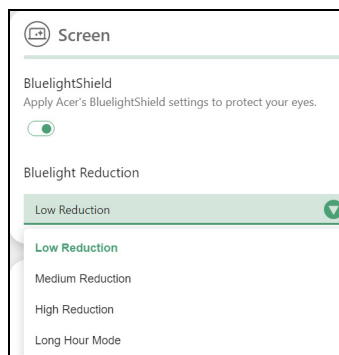 Screen
BluelightShield
Apply Acer's BluelightShield settings to protect your eyes.
Bluelight Reduction
Low Reduction
Low Reduction
Medium Reduction
High Reduction
Long Hour Mode